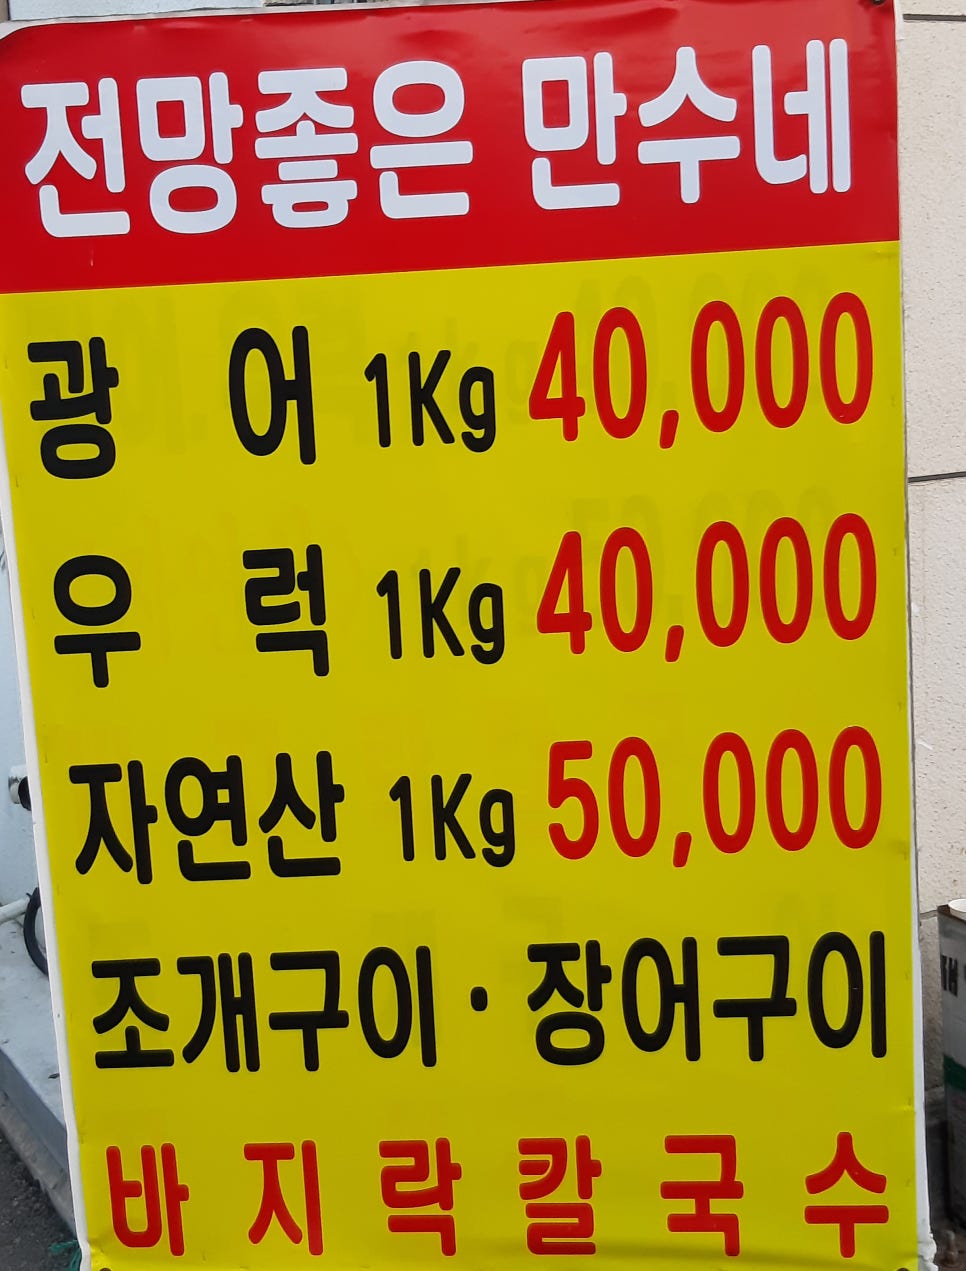 전망좋은 만수네
광 어 1Kg 40,000
우 럭 1Kg 40,000
자연산 1Kg 50,000
조개구이·장어구이
바 지 락 칼 국 수